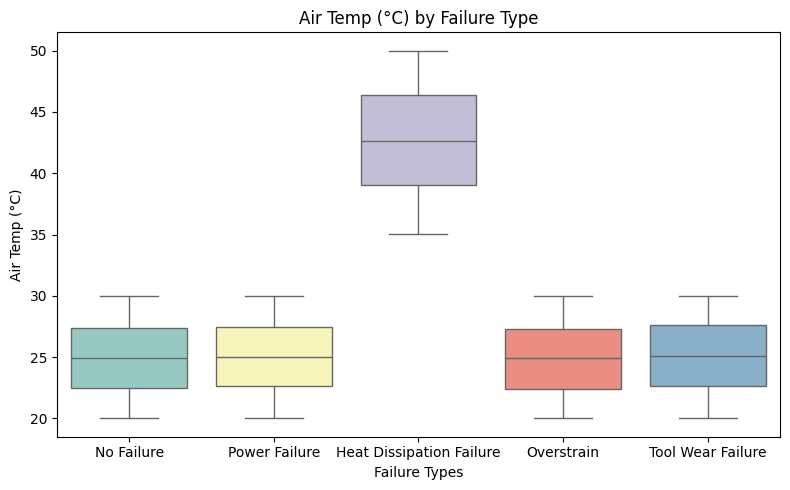 Air Temp (°C) by Failure Type
Air Temp (°C)
50
45
40
35
30
25
20
No Failure
Power Failure
Heat Dissipation Failure
Overstrain
Tool Wear Failure
Failure Types